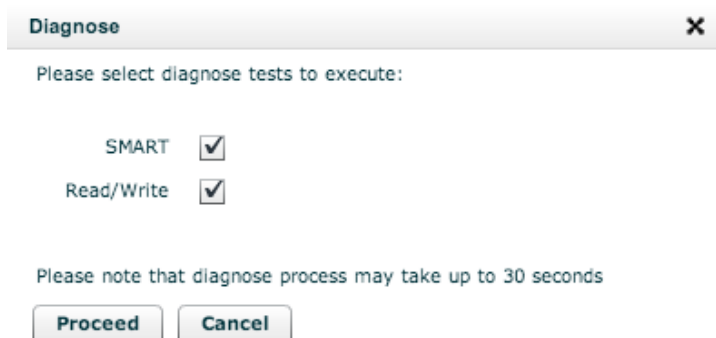 Diagnose
Please select diagnose tests to execute:
SMART
Read/Write
Please note that diagnose process may take up to 30 seconds
Proceed Cancel